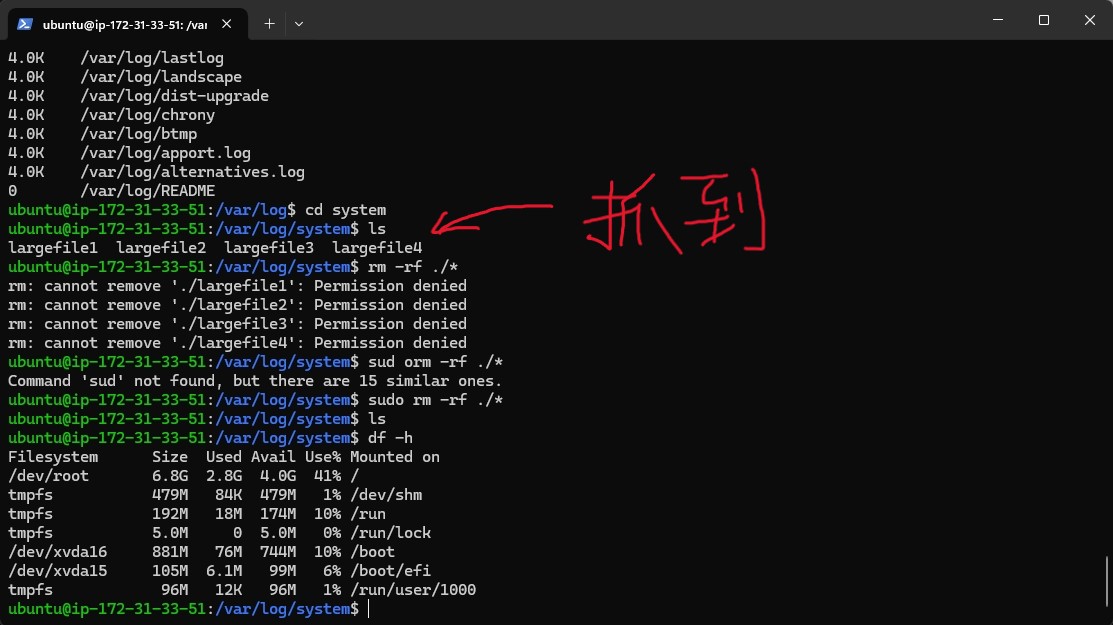 ubuntu@ip-172-31-33-51: /var
4.0K /var/log/lastlog
4.0K /var/log/landscape
4.0K /var/log/dist-upgrade
4.0K /var/log/chrony
4.0K /var/log/btmp
4.0K /var/log/apport.log
4.0K /var/log/alternatives.log
0 /var/log/README
ubuntu@ip-172-31-33-51:/var/log$ cd system
ubuntu@ip-172-31-33-51:/var/log/system$ ls
抓到
largefile1 largefile2 largefile3 largefile4
ubuntu@ip-172-31-33-51:/var/log/system$ rm -rf ./*
rm: cannot remove './largefile1': Permission denied
rm: cannot remove './largefile2': Permission denied
rm: cannot remove './largefile3': Permission denied
rm: cannot remove './largefile4': Permission denied
ubuntu@ip-172-31-33-51:/var/log/system$ sud orm -rf ./*
Command 'sud' not found, but there are 15 similar ones.
ubuntu@ip-172-31-33-51:/var/log/system$ sudo rm -rf ./*
ubuntu@ip-172-31-33-51:/var/log/system$ ls
ubuntu@ip-172-31-33-51:/var/log/system$ df -h
Filesystem Size Used Avail Use% Mounted on
/dev/root 6.8G 2.8G 4.0G 41% /
tmpfs 479M 84K 479M 1% /dev/shm
tmpfs 192M 18M 174M 10% /run
tmpfs 5.0M 0 5.0M 0% /run/lock
/dev/xvda16 881M 76M 744M 10% /boot
/dev/xvda15 105M 6.1M 99M 6% /boot/efi
tmpfs 96M 12K 96M 1% /run/user/1000
ubuntu@ip-172-31-33-51:/var/log/system$